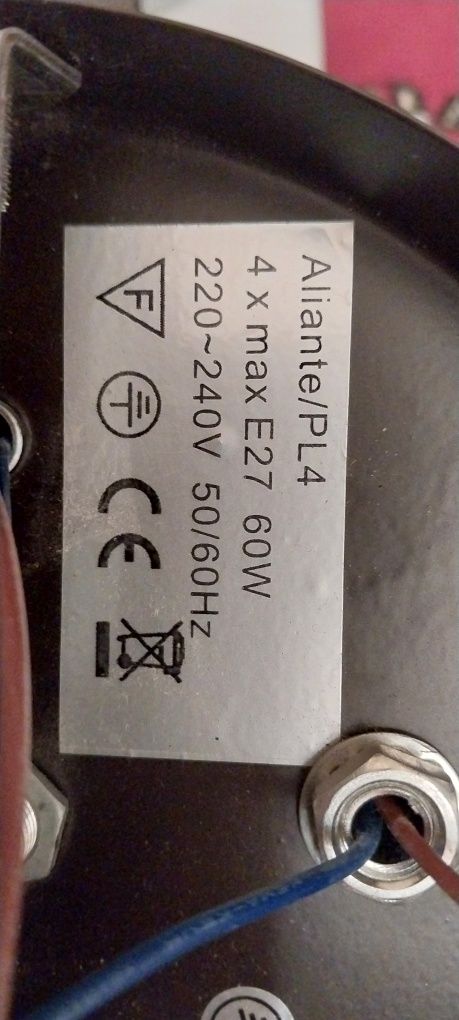 Aliante/PL4
4 x max E27 60W
220~240V 50/60Hz
F CE